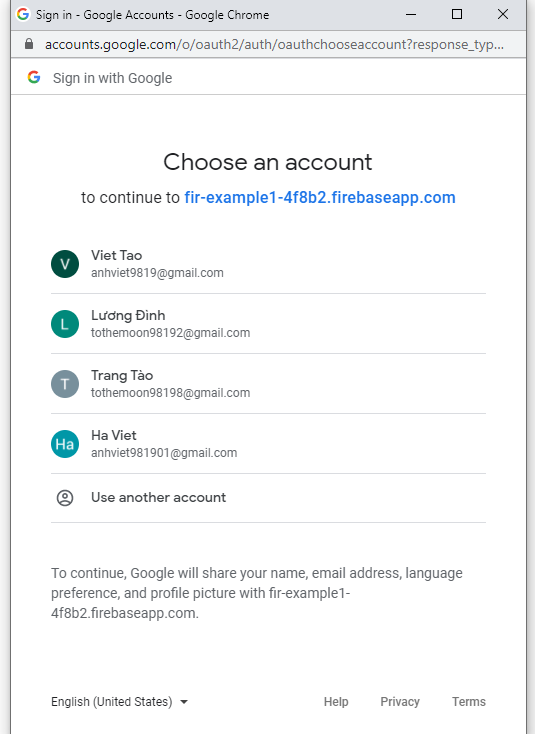 Sign in - Google Accounts - Google Chrome
accounts.google.com/o/oauth2/auth/oauthchooseaccount?response_typ...
Sign in with Google
Choose an account
to continue to fir-example1-4f8b2.firebaseapp.com
V
Viet Tao
anhviet9819@gmail.com
L
Lương Đình
tothemoon98192@gmail.com
T
Trang Tào
tothemoon98198@gmail.com
Ha
Ha Viet
anhviet981901@gmail.com
Use another account
To continue, Google will share your name, email address, language
preference, and profile picture with fir-example1-
4f8b2.firebaseapp.com.
English (United States) Help Privacy Terms